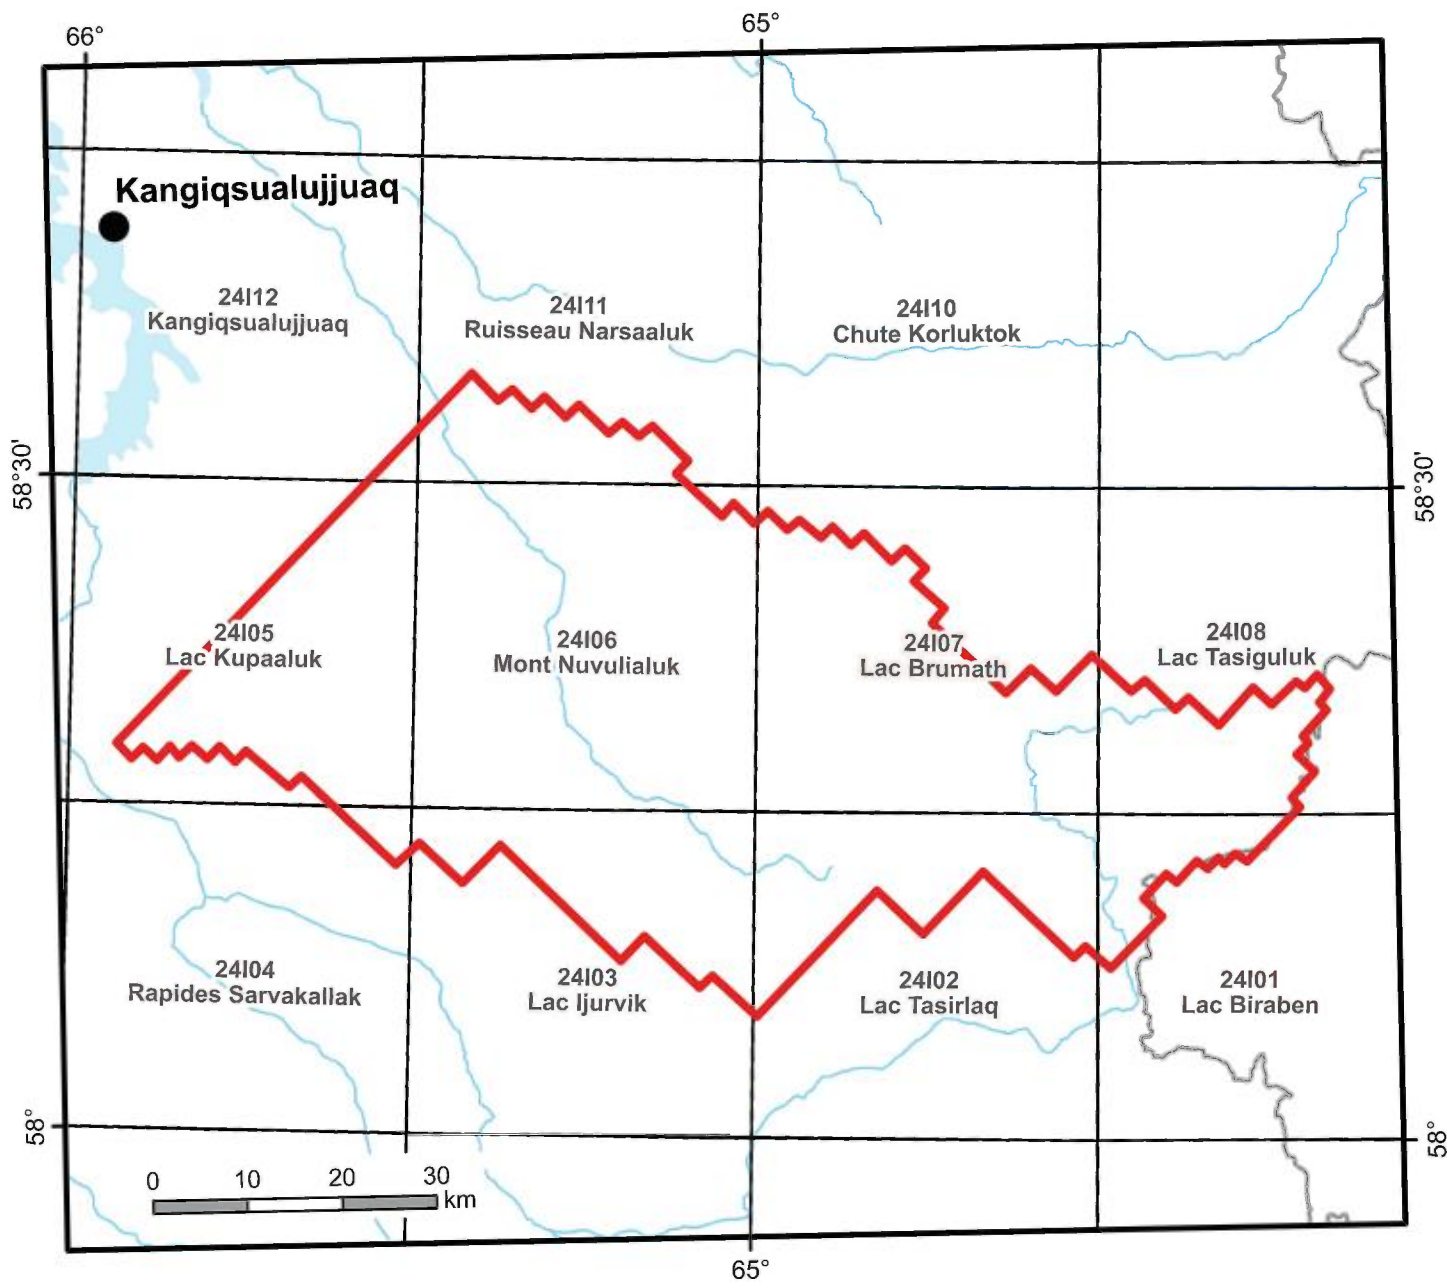 66°
65°
Kangiqsualujjuaq
24I12
Kangiqsualujjuaq
24I11
Ruisseau Narsaaluk
24I10
Chute Korluktok
58°30'
58°30'
24I05
Lac Kupaaluk
24I06
Mont Nuvulialuk
24I07
Lac Brumath
24I08
Lac Tasiguluk
24I04
Rapides Sarvakallak
24I03
Lac Ijurvik
24I02
Lac Tasirlaq
24I01
Lac Biraben
58°
58°
0 10 20 30
km
65°